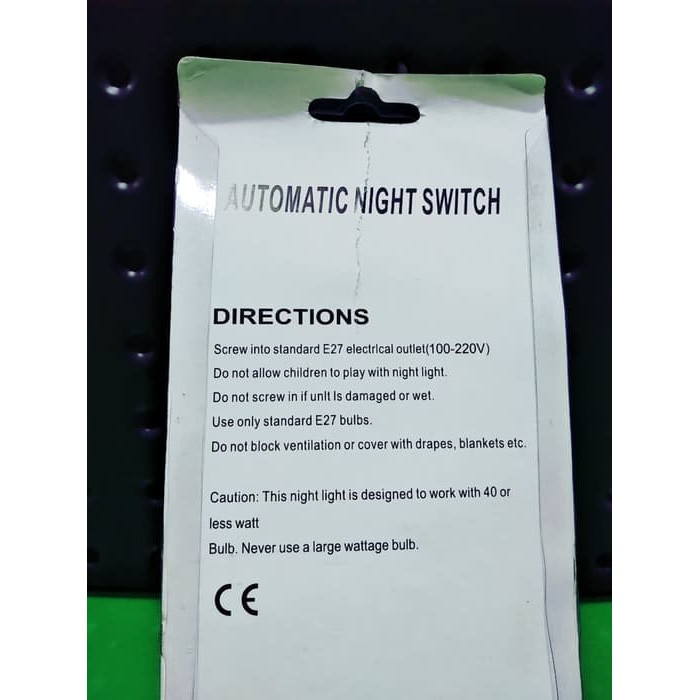 AUTOMATIC NIGHT SWITCH
DIRECTIONS
Screw into standard E27 electrical outlet(100-220V)
Do not allow children to play with night light.
Do not screw in if unlt Is damaged or wet.
Use only standard E27 bulbs.
Do not block ventilation or cover with drapes, blankets etc.
Caution: This night light is designed to work with 40 or
less watt
Bulb. Never use a large wattage bulb.
CE